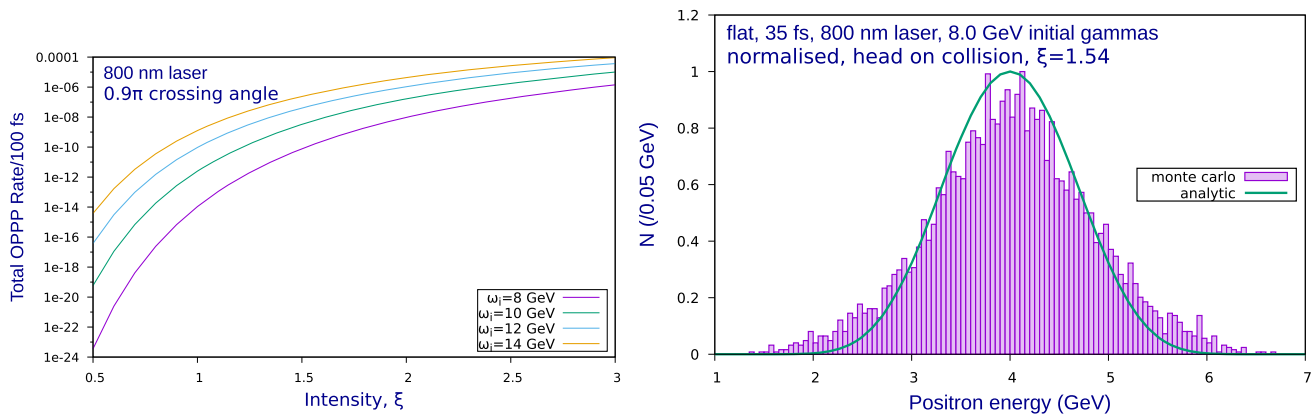 800 nm laser
0.9π crossing angle
Total OPPP Rate/100 fs
0.0001
1e-06
1e-08
1e-10
1e-12
1e-14
1e-16
1e-18
1e-20
1e-22
1e-24
0.5
1
1.5
2
2.5
3
Intensity, ξ
ωi=8 GeV
ωi=10 GeV
ωi=12 GeV
ωi=14 GeV
flat, 35 fs, 800 nm laser, 8.0 GeV initial gammas
normalised, head on collision, ξ=1.54
N (/0.05 GeV)
1.2
1
0.8
0.6
0.4
0.2
0
1
2
3
4
5
6
7
Positron energy (GeV)
monte carlo
analytic